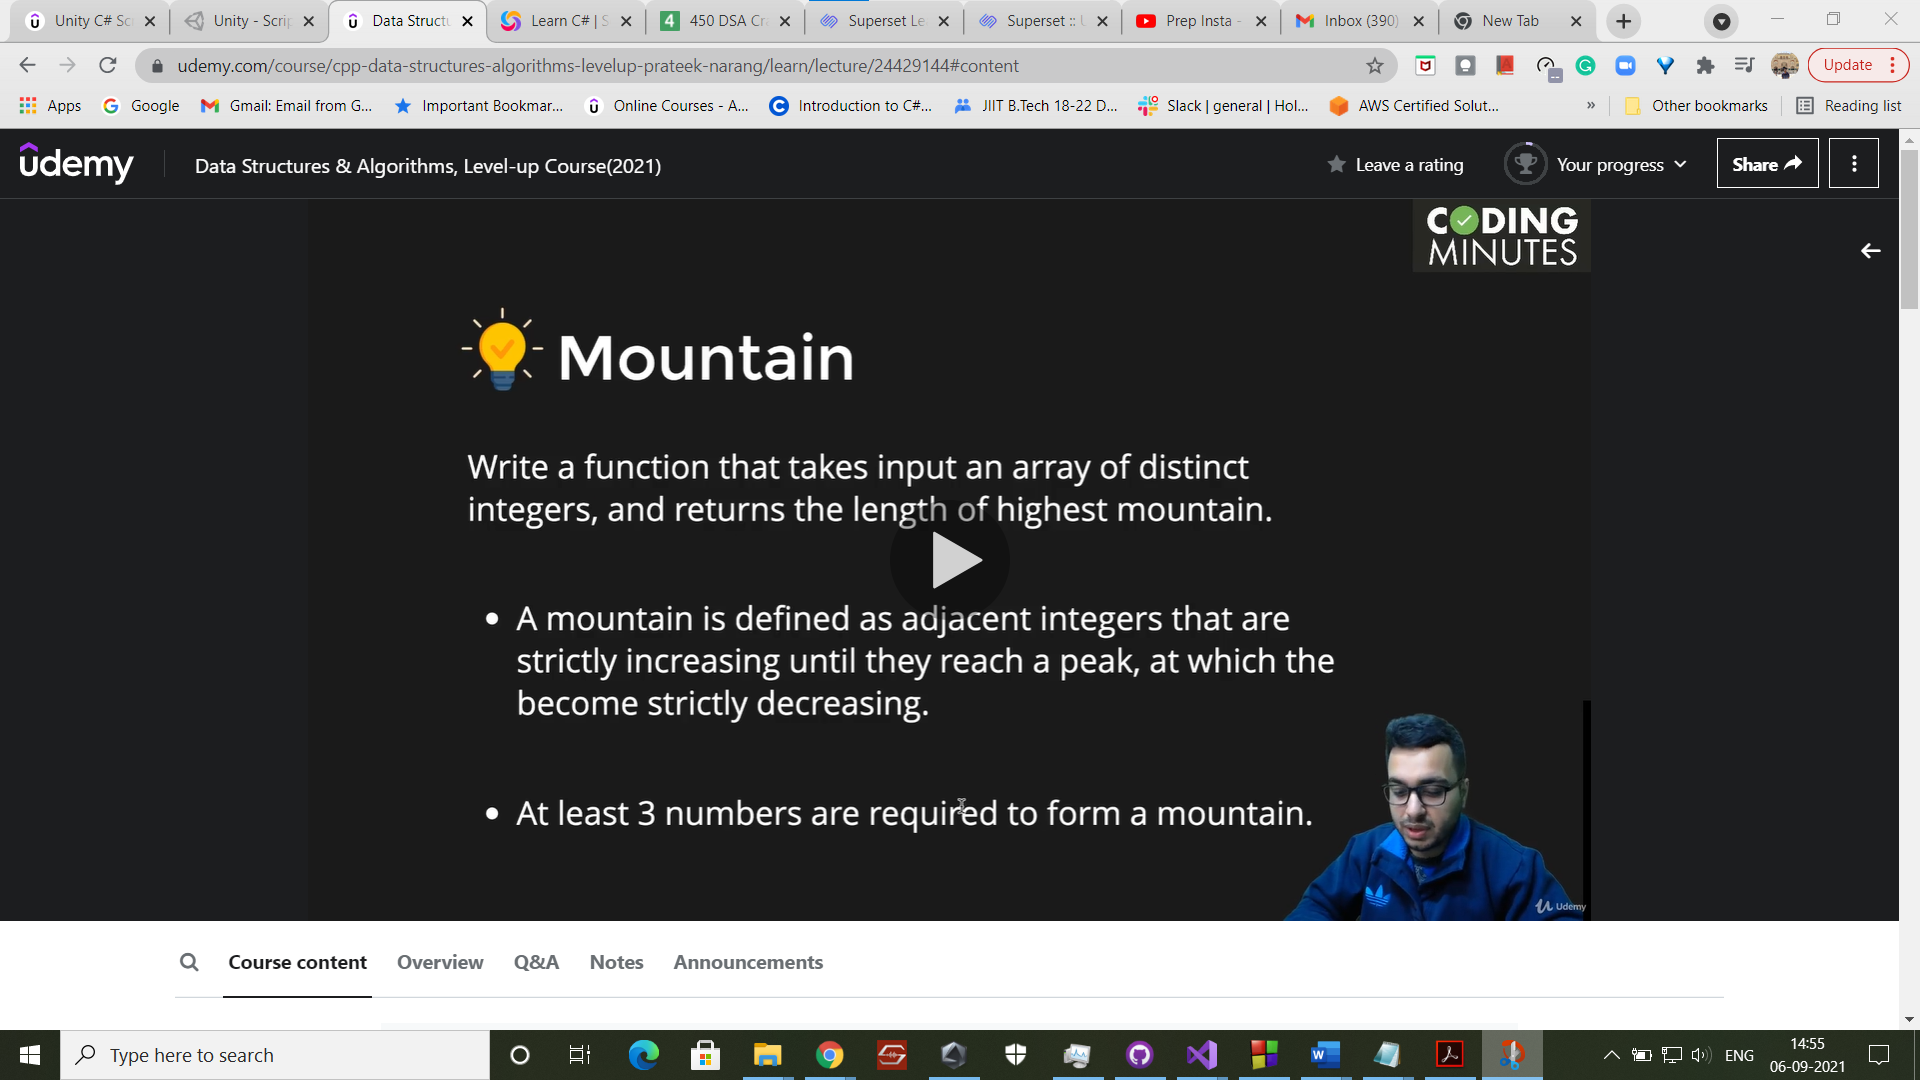 Unity C# Sc
Unity - Scrip
Data Structu
Learn C# | S
450 DSA Cra
Superset Le
Superset :: U
Prep Insta -
Inbox (390)
New Tab
udemy.com/course/cpp-data-structures-algorithms-levelup-prateek-narang/learn/lecture/24429144#content
Update
Apps
Google
Gmail: Email from G...
Important Bookmar...
Online Courses - A...
Introduction to C#...
JIIT B.Tech 18-22 D...
Slack | general | Hol...
AWS Certified Solut...
»
Other bookmarks
Reading list
udemy
Data Structures & Algorithms, Level-up Course(2021)
Leave a rating
Your progress
Share
CODING
MINUTES
Mountain
Write a function that takes input an array of distinct
integers, and returns the length of highest mountain.
• A mountain is defined as adjacent integers that are
strictly increasing until they reach a peak, at which the
become strictly decreasing.
• At least 3 numbers are required to form a mountain.
Udemy
Course content
Overview
Q&A
Notes
Announcements
Type here to search
ENG
14:55
06-09-2021